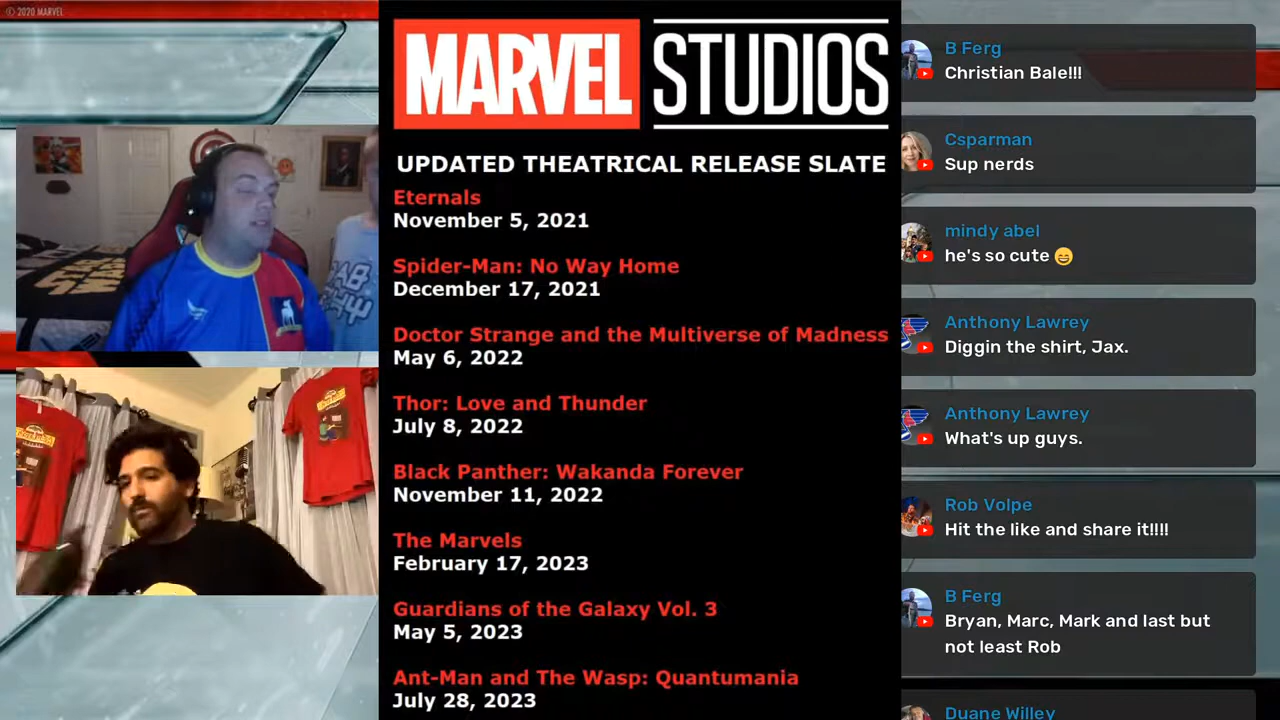 © 2020 MARVEL
MARVEL STUDIOS
UPDATED THEATRICAL RELEASE SLATE
Eternals
November 5, 2021
Spider-Man: No Way Home
December 17, 2021
Doctor Strange and the Multiverse of Madness
May 6, 2022
Thor: Love and Thunder
July 8, 2022
Black Panther: Wakanda Forever
November 11, 2022
The Marvels
February 17, 2023
Guardians of the Galaxy Vol. 3
May 5, 2023
Ant-Man and The Wasp: Quantumania
July 28, 2023
B Ferg
Christian Bale!!!
Csparman
Sup nerds
mindy abel
he's so cute 😄
Anthony Lawrey
Diggin the shirt, Jax.
Anthony Lawrey
What's up guys.
Rob Volpe
Hit the like and share it!!!!
B Ferg
Bryan, Marc, Mark and last but
not least Rob
Duane Willey